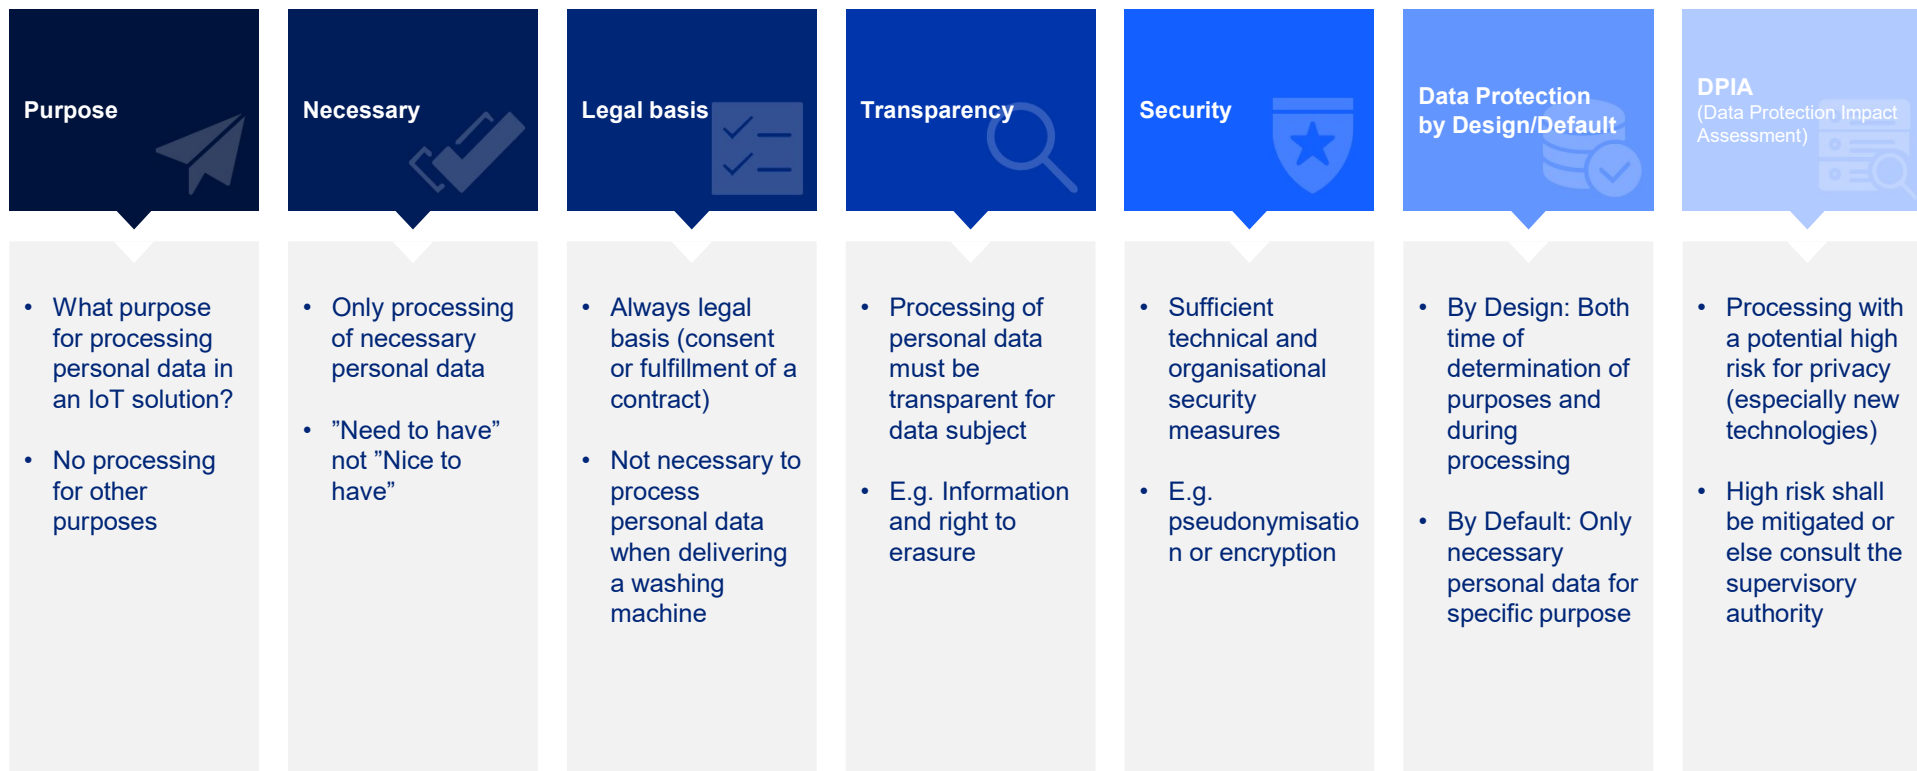 Purpose
• What purpose
for processing
personal data in
an IoT solution?
• No processing
for other
purposes
Necessary
• Only processing
of necessary
personal data
• ”Need to have”
not ”Nice to
have”
Legal basis
• Always legal
basis (consent
or fulfillment of a
contract)
• Not necessary to
process
personal data
when delivering
a washing
machine
Transparency
• Processing of
personal data
must be
transparent for
data subject
• E.g. Information
and right to
erasure
Security
• Sufficient
technical and
organisational
security
measures
• E.g.
pseudonymisatio
n or encryption
Data Protection
by Design/Default
• By Design: Both
time of
determination of
purposes and
during
processing
• By Default: Only
necessary
personal data for
specific purpose
DPIA
(Data Protection Impact
Assessment)
• Processing with
a potential high
risk for privacy
(especially new
technologies)
• High risk shall
be mitigated or
else consult the
supervisory
authority